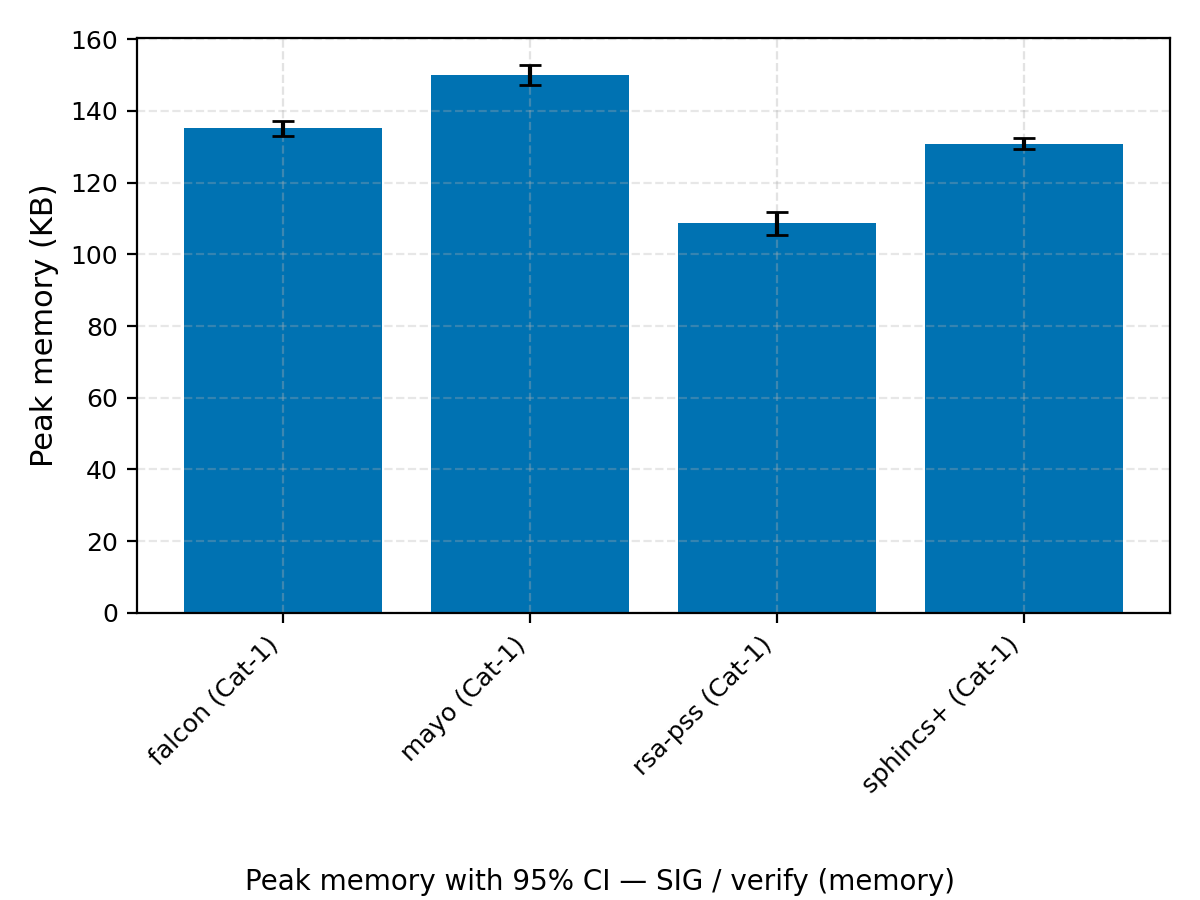 Peak memory (KB)
160
140
120
100
80
60
40
20
0
falcon (Cat-1)
mayo (Cat-1)
rsa-pss (Cat-1)
sphincs+ (Cat-1)
Peak memory with 95% CI — SIG / verify (memory)